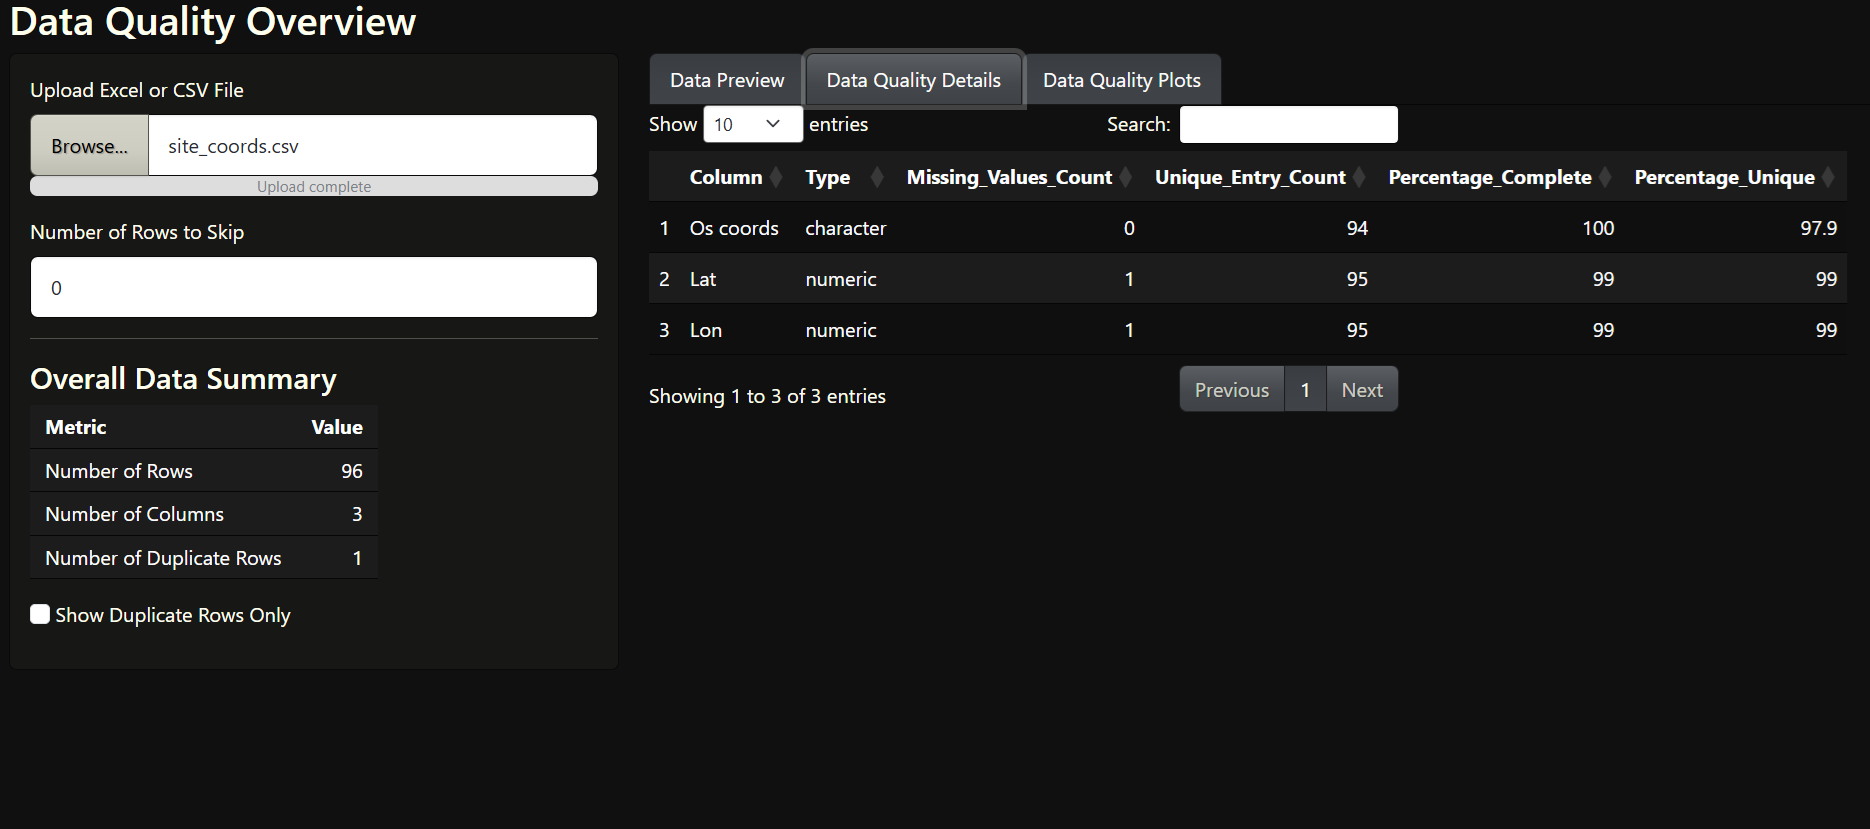 Data Quality Overview
Upload Excel or CSV File
Browse... site_coords.csv
Upload complete
Number of Rows to Skip
0
Overall Data Summary
Metric Value
Number of Rows 96
Number of Columns 3
Number of Duplicate Rows 1
Show Duplicate Rows Only
Data Preview Data Quality Details Data Quality Plots
Show 10 entries Search:
Column Type Missing_Values_Count Unique_Entry_Count Percentage_Complete Percentage_Unique
1 Os coords character 0 94 100 97.9
2 Lat numeric 1 95 99 99
3 Lon numeric 1 95 99 99
Showing 1 to 3 of 3 entries Previous 1 Next